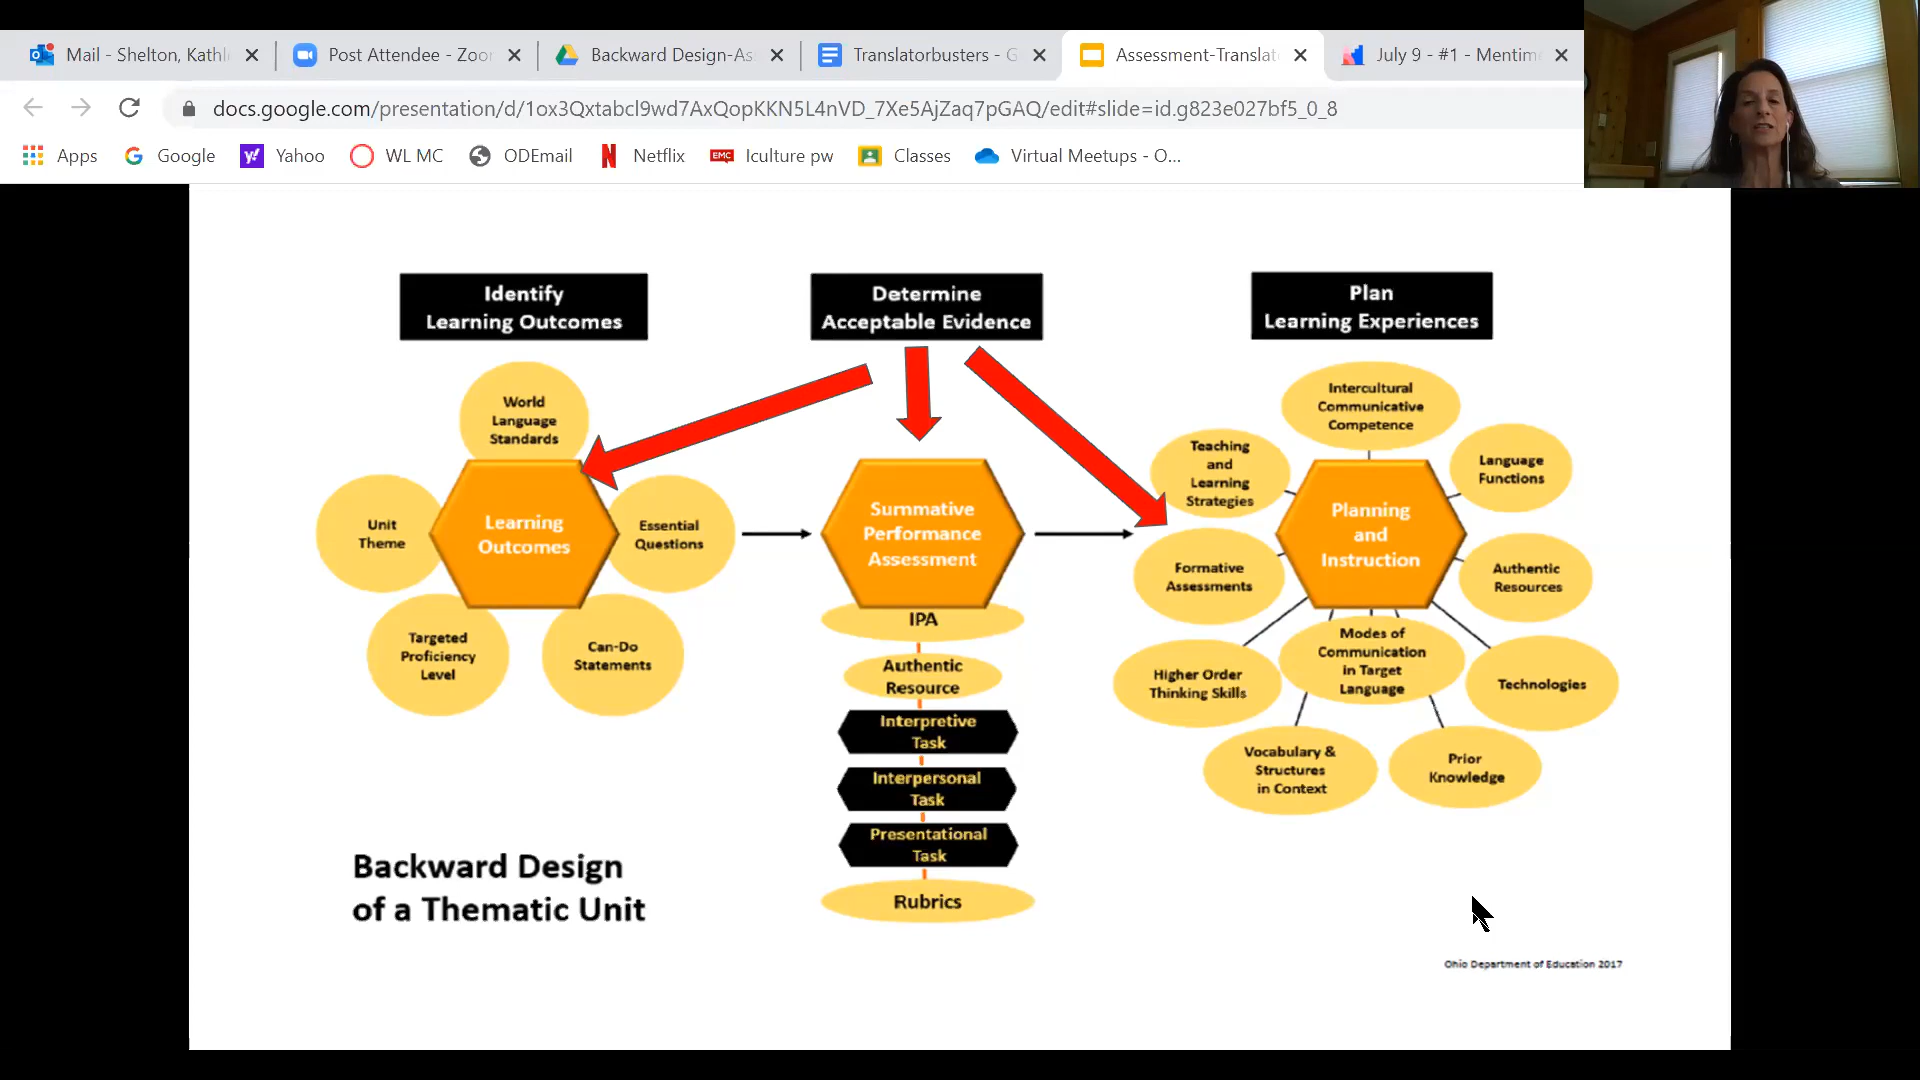 Mail - Shelton, Kathl
Post Attendee - Zoo
Backward Design-As
Translatorbusters - G
Assessment-Translat
July 9 - #1 - Mentim
docs.google.com/presentation/d/1ox3Qxtabcl9wd7AxQopKKN5L4nVD_7Xe5AjZaq7pGAQ/edit#slide=id.g823e027bf5_0_8
Apps
Google
Yahoo
WL MC
ODEmail
Netflix
EMC
Iculture pw
Classes
Virtual Meetups - O...
Identify
Learning Outcomes
World
Language
Standards
Unit
Theme
Learning
Outcomes
Essential
Questions
Targeted
Proficiency
Level
Can-Do
Statements
Determine
Acceptable Evidence
Summative
Performance
Assessment
IPA
Authentic
Resource
Interpretive
Task
Interpersonal
Task
Presentational
Task
Rubrics
Plan
Learning Experiences
Intercultural
Communicative
Competence
Teaching
and
Learning
Strategies
Language
Functions
Planning
and
Instruction
Formative
Assessments
Authentic
Resources
Modes of
Communication
in Target
Language
Higher Order
Thinking Skills
Technologies
Vocabulary &
Structures
in Context
Prior
Knowledge
Backward Design
of a Thematic Unit
Ohio Department of Education 2017